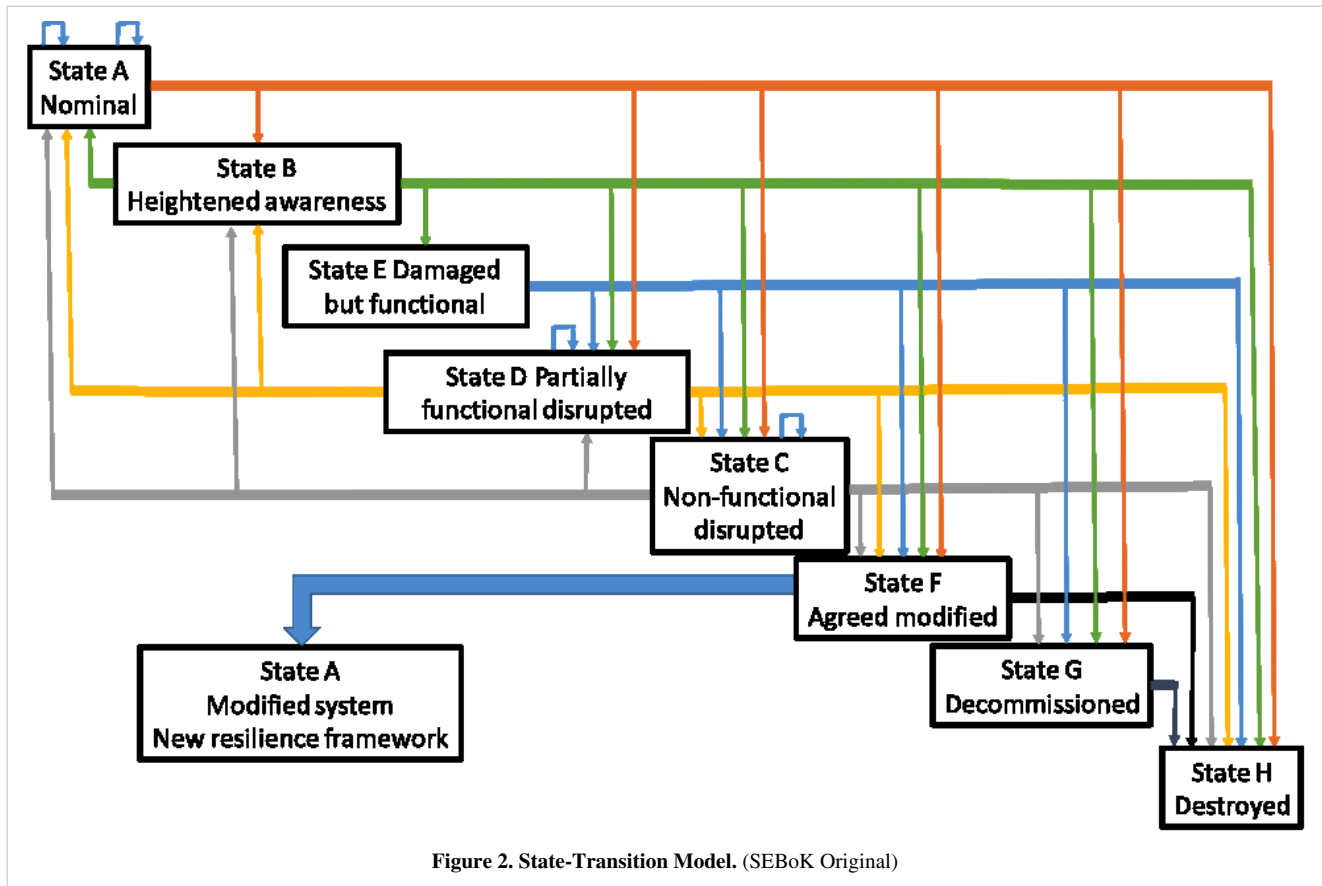 State A
Nominal
State B
Heightened awareness
State E Damaged
but functional
State D Partially
functional disrupted
State C
Non-functional
disrupted
State F
Agreed modified
State A
Modified system
New resilience framework
State G
Decommissioned
State H
Destroyed
Figure 2. State-Transition Model. (SEBoK Original)